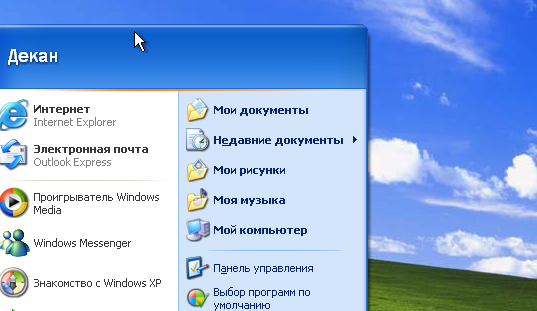 Декан
Интернет
Internet Explorer
Электронная почта
Outlook Express
Проигрыватель Windows
Media
Windows Messenger
Знакомство с Windows XP
Мои документы
Недавние документы
Мои рисунки
Моя музыка
Мой компьютер
Панель управления
Выбор программ по
умолчанию